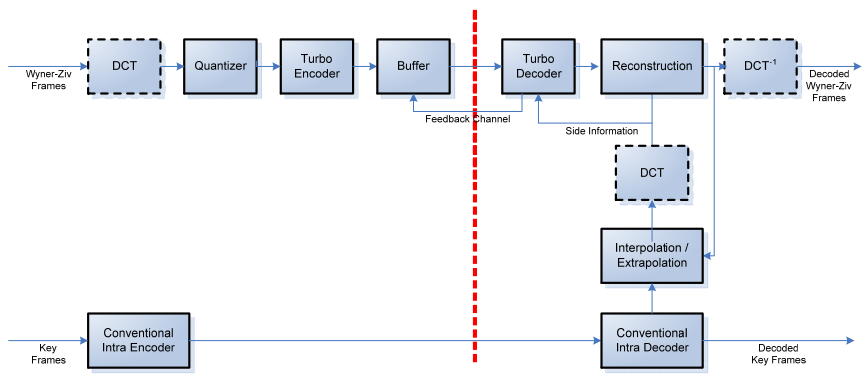 Wyner-Ziv
Frames
DCT
Quantizer
Turbo
Encoder
Buffer
Turbo
Decoder
Reconstruction
DCT-1
Decoded
Wyner-Ziv
Frames
Feedback Channel
Side Information
DCT
Interpolation /
Extrapolation
Key
Frames
Conventional
Intra Encoder
Conventional
Intra Decoder
Decoded
Key Frames